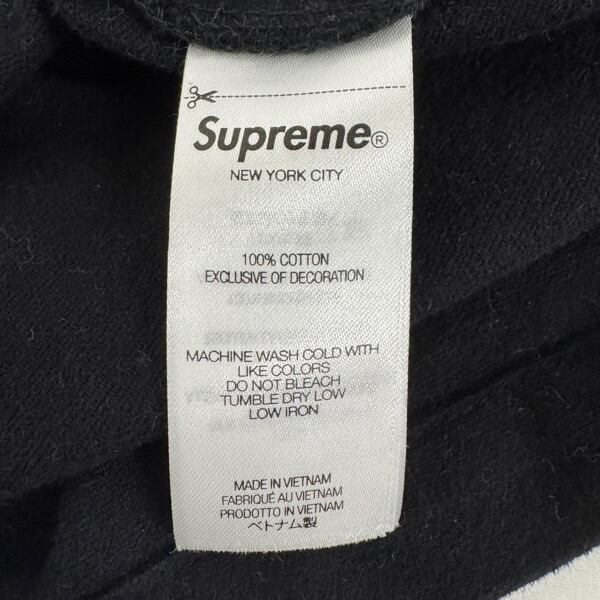 Supreme®
NEW YORK CITY
100% COTTON
EXCLUSIVE OF DECORATION
MACHINE WASH COLD WITH
LIKE COLORS
DO NOT BLEACH
TUMBLE DRY LOW
LOW IRON
MADE IN VIETNAM
FABRIQUÉ AU VIETNAM
PRODOTTO IN VIETNAM
ベトナム製